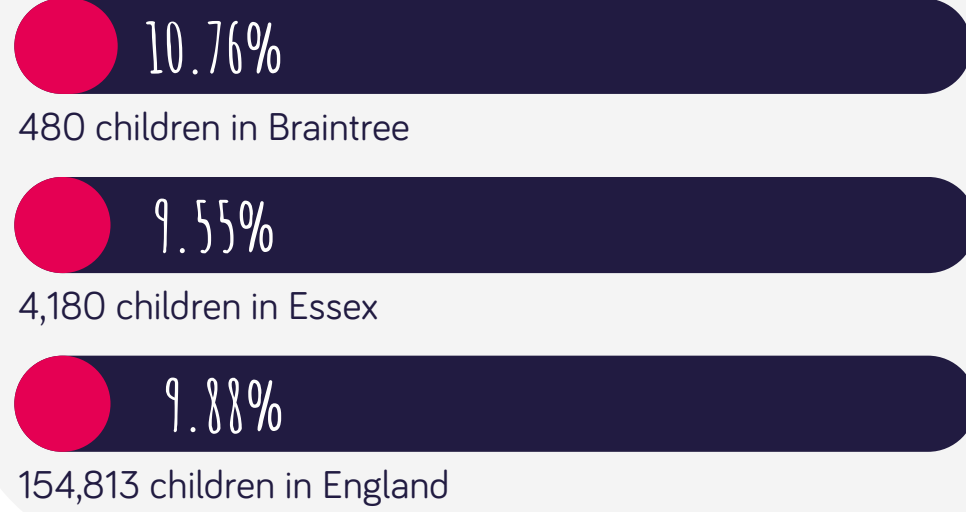 10.76%
480 children in Braintree
9.55%
4,180 children in Essex
9.88%
154,813 children in England